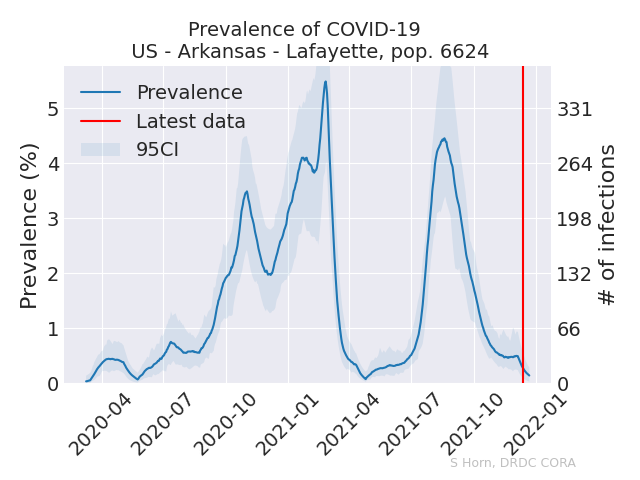 Prevalence of COVID-19
US - Arkansas - Lafayette, pop. 6624
Prevalence
Latest data
95CI
Prevalence (%)
5
4
3
2
1
0
331
264
198
132
66
0
# of infections
2020-04
2020-07
2020-10
2021-01
2021-04
2021-07
2021-10
2022-01
S Horn, DRDC CORA